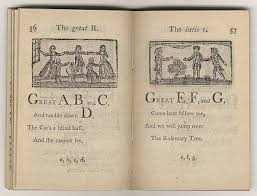 56 The great R.
GREAT A, B, and C,
And tumble down D,
The Cat's a blind buff,
And she cannot see.
a, b, c, d.
The little r. 57
GREAT E, F, and G,
Come here follow me,
And we will jump over
The Rosemary Tree.
e, f, g.